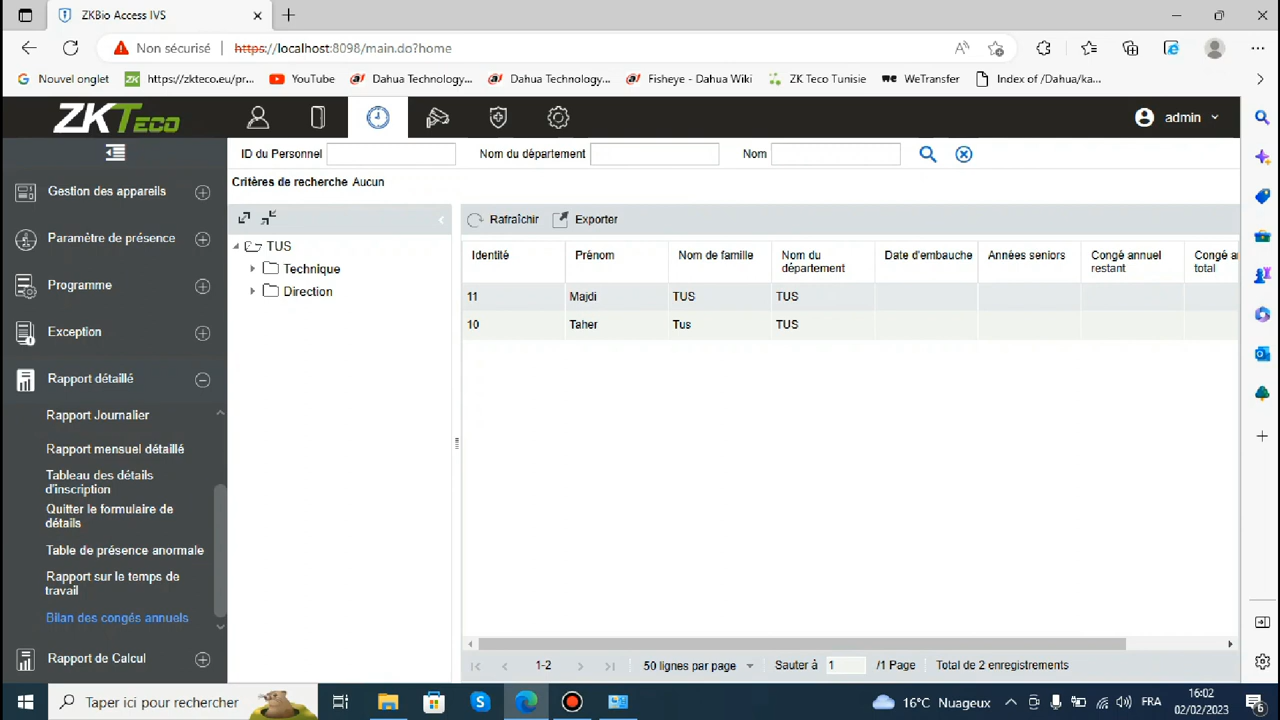 ZKBio Access IVS
Non sécurisé
https://localhost:8098/main.do?home
Nouvel onglet
ZK https://zkteco.eu/pr...
YouTube
Dahua Technology...
Dahua Technology...
Fisheye - Dahua Wiki
ZK Teco Tunisie
WeTransfer
Index of /Dahua/ka...
ZKTeco
admin
ID du Personnel
Nom du département
Nom
Critères de recherche Aucun
Gestion des appareils
Paramètre de présence
Programme
Exception
Rapport détaillé
Rapport Journalier
Rapport mensuel détaillé
Tableau des détails
d'inscription
Quitter le formulaire de
détails
Table de présence anormale
Rapport sur le temps de
travail
Bilan des congés annuels
Rapport de Calcul
TUS
Technique
Direction
Rafraîchir
Exporter
Identité Prénom Nom de famille Nom du Date d'embauche Années seniors Congé annuel Congé a
département restant total
11 Majdi TUS TUS
10 Taher Tus TUS
1-2 50 lignes par page Sauter à 1 /1 Page Total de 2 enregistrements
Taper ici pour rechercher
16°C Nuageux
FRA
16:02
02/02/2023
6